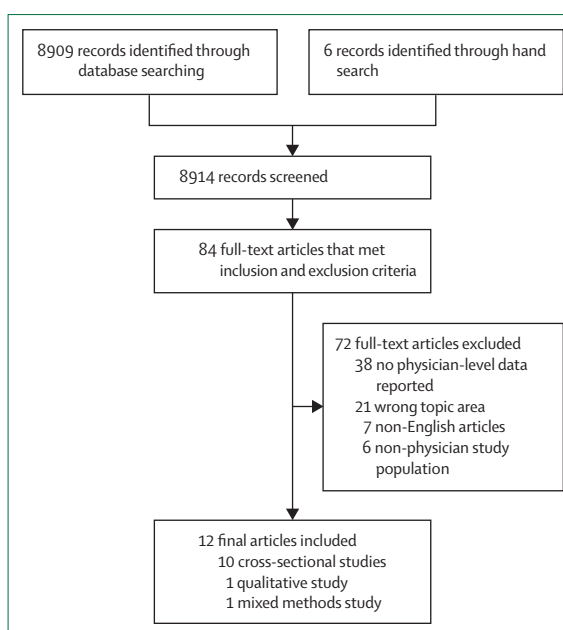 8909 records identified through
database searching
6 records identified through hand
search
8914 records screened
84 full-text articles that met
inclusion and exclusion criteria
72 full-text articles excluded
38 no physician-level data
reported
21 wrong topic area
7 non-English articles
6 non-physician study
population
12 final articles included
10 cross-sectional studies
1 qualitative study
1 mixed methods study